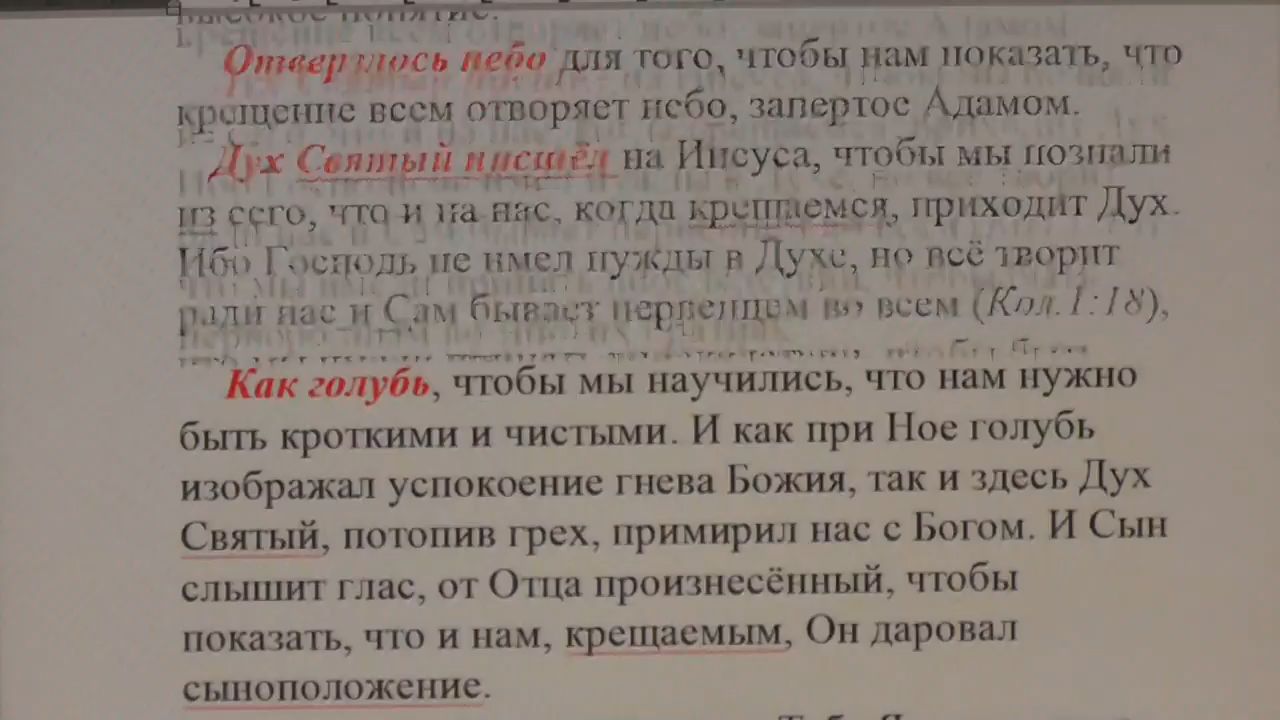 высокое понятие.
Отверзлось небо для того, чтобы нам показать, что
крещение всем отворяет небо, запертое Адамом.
Дух Святый нисшёл на Иисуса, чтобы мы познали
из сего, что и на нас, когда крещаемся, приходит Дух.
Ибо Господь не имел нужды в Духе, но всё творит
ради нас и Сам бывает первенцем во всем (Кол.1:18),
Как голубь, чтобы мы научились, что нам нужно
быть кроткими и чистыми. И как при Ное голубь
изображал успокоение гнева Божия, так и здесь Дух
Святый, потопив грех, примирил нас с Богом. И Сын
слышит глас, от Отца произнесённый, чтобы
показать, что и нам, крещаемым, Он даровал
сыноположение.